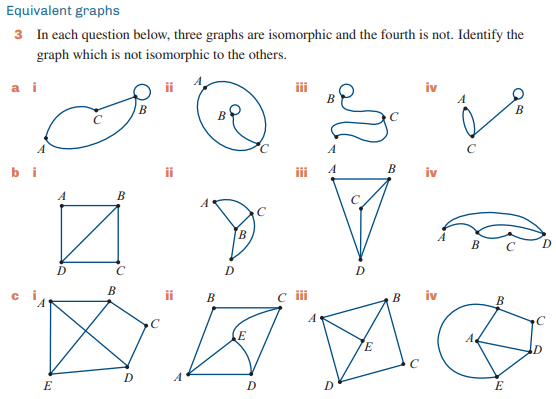 Equivalent graphs
3 In each question below, three graphs are isomorphic and the fourth is not. Identify the
graph which is not isomorphic to the others.
a i ii iii iv
A B C
A B C
A B C
A B C
b i ii iii iv
A B C D
A B C D
A B C D
A B C D
c i ii iii iv
A B C D E
A B C D E
A B C D E
A B C D E